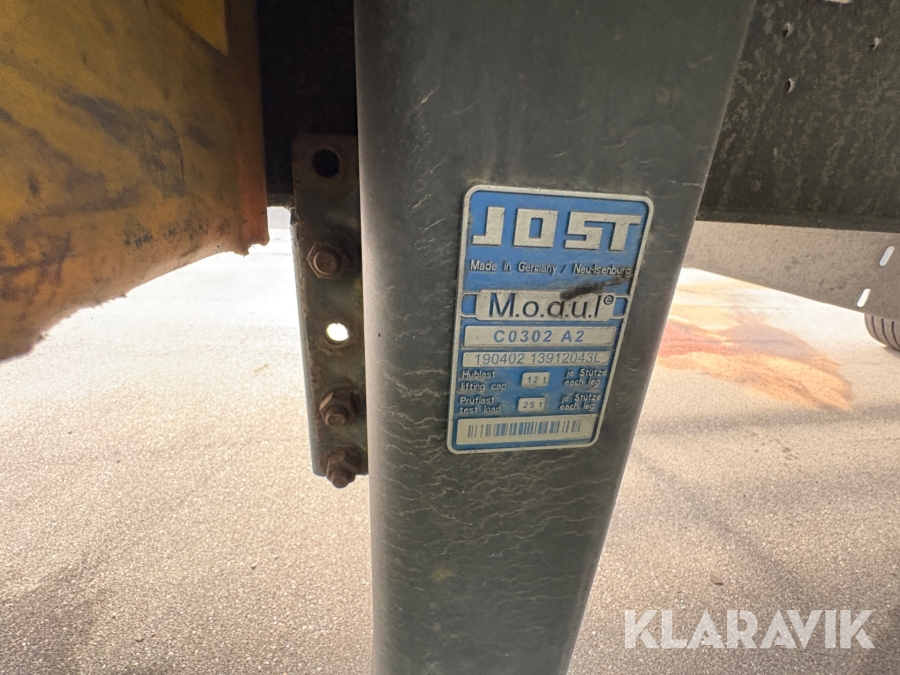 JOST
Made in Germany / Neu-Isenburg
M.o.d.u.l ®
C0302 A2
190402 13912043L
Hublast 12 t je Stütze
lifting cap each leg
Prüflast 25 t je Stütze
test load each leg
KLARAVIK